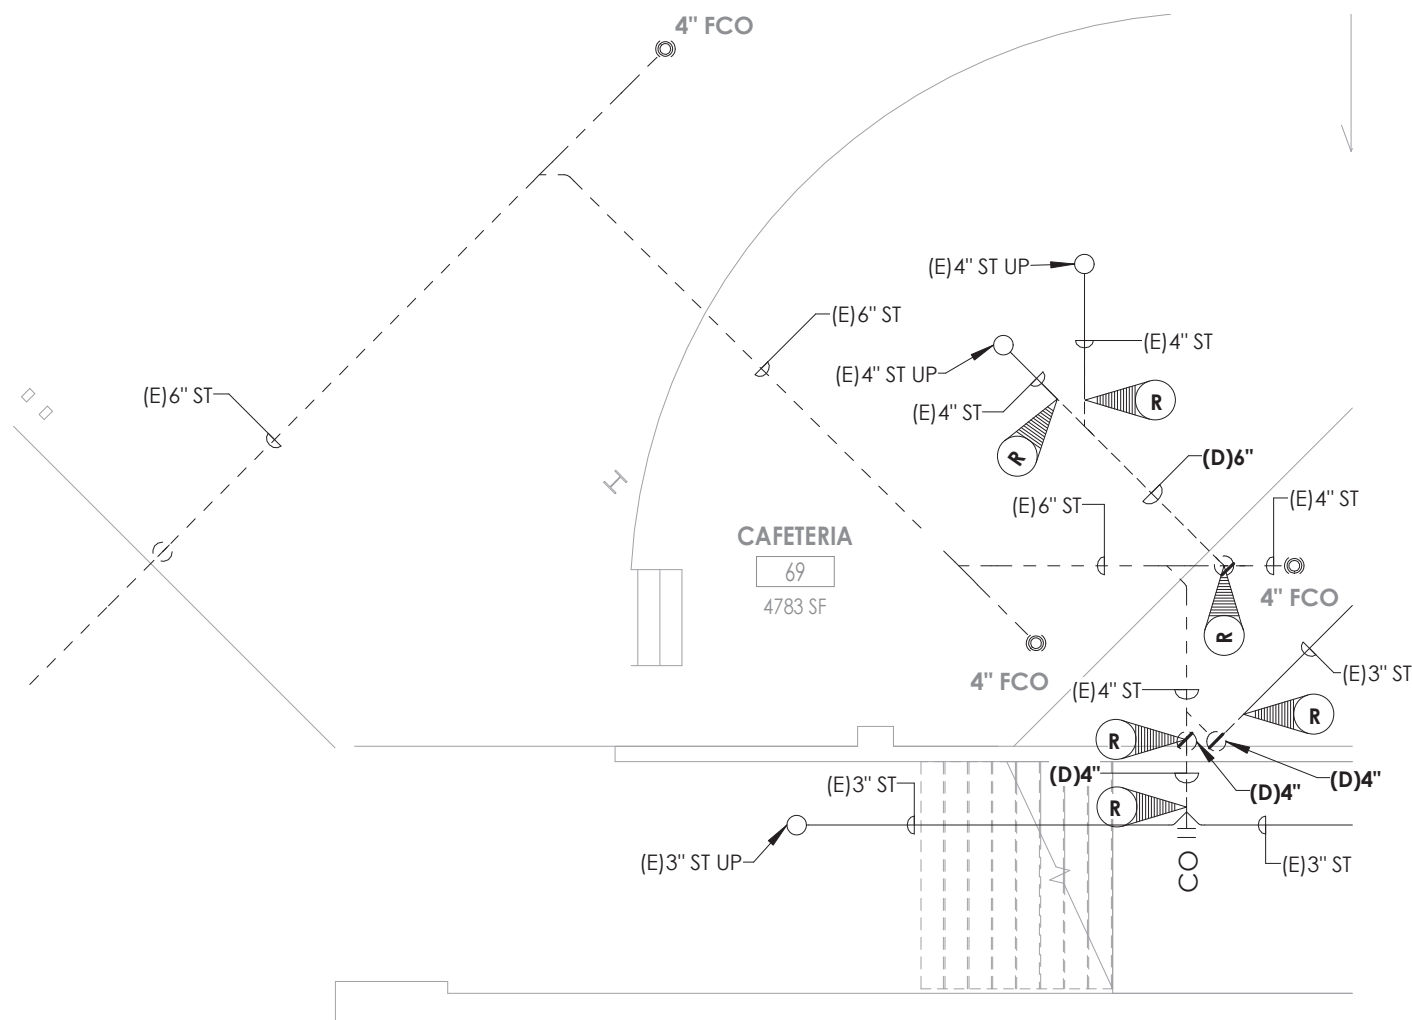 4" FCO
(E)4" ST UP
(E)6" ST
(E)4" ST
(E)4" ST UP
(E)6" ST
(E)4" ST
R
R
(D)6"
(E)6" ST
(E)4" ST
CAFETERIA
69
4783 SF
4" FCO
R
4" FCO
(E)3" ST
(E)4" ST
R
R
(D)4"
(D)4"
(D)4"
(E)3" ST
R
(E)3" ST UP
CO
(E)3" ST